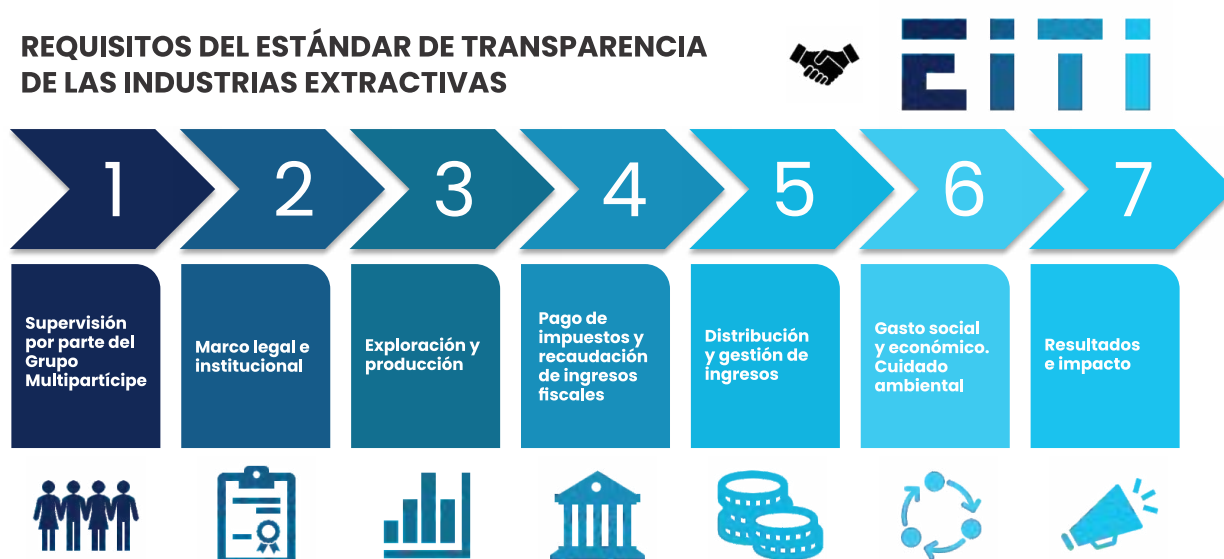 REQUISITOS DEL ESTÁNDAR DE TRANSPARENCIA
DE LAS INDUSTRIAS EXTRACTIVAS
EITI
1
2
3
4
5
6
7
Supervisión
por parte del
Grupo
Multipartícipe
Marco legal e
institucional
Exploración y
producción
Pago de
impuestos y
recaudación
de ingresos
fiscales
Distribución
y gestión de
ingresos
Gasto social
y económico.
Cuidado
ambiental
Resultados
e impacto